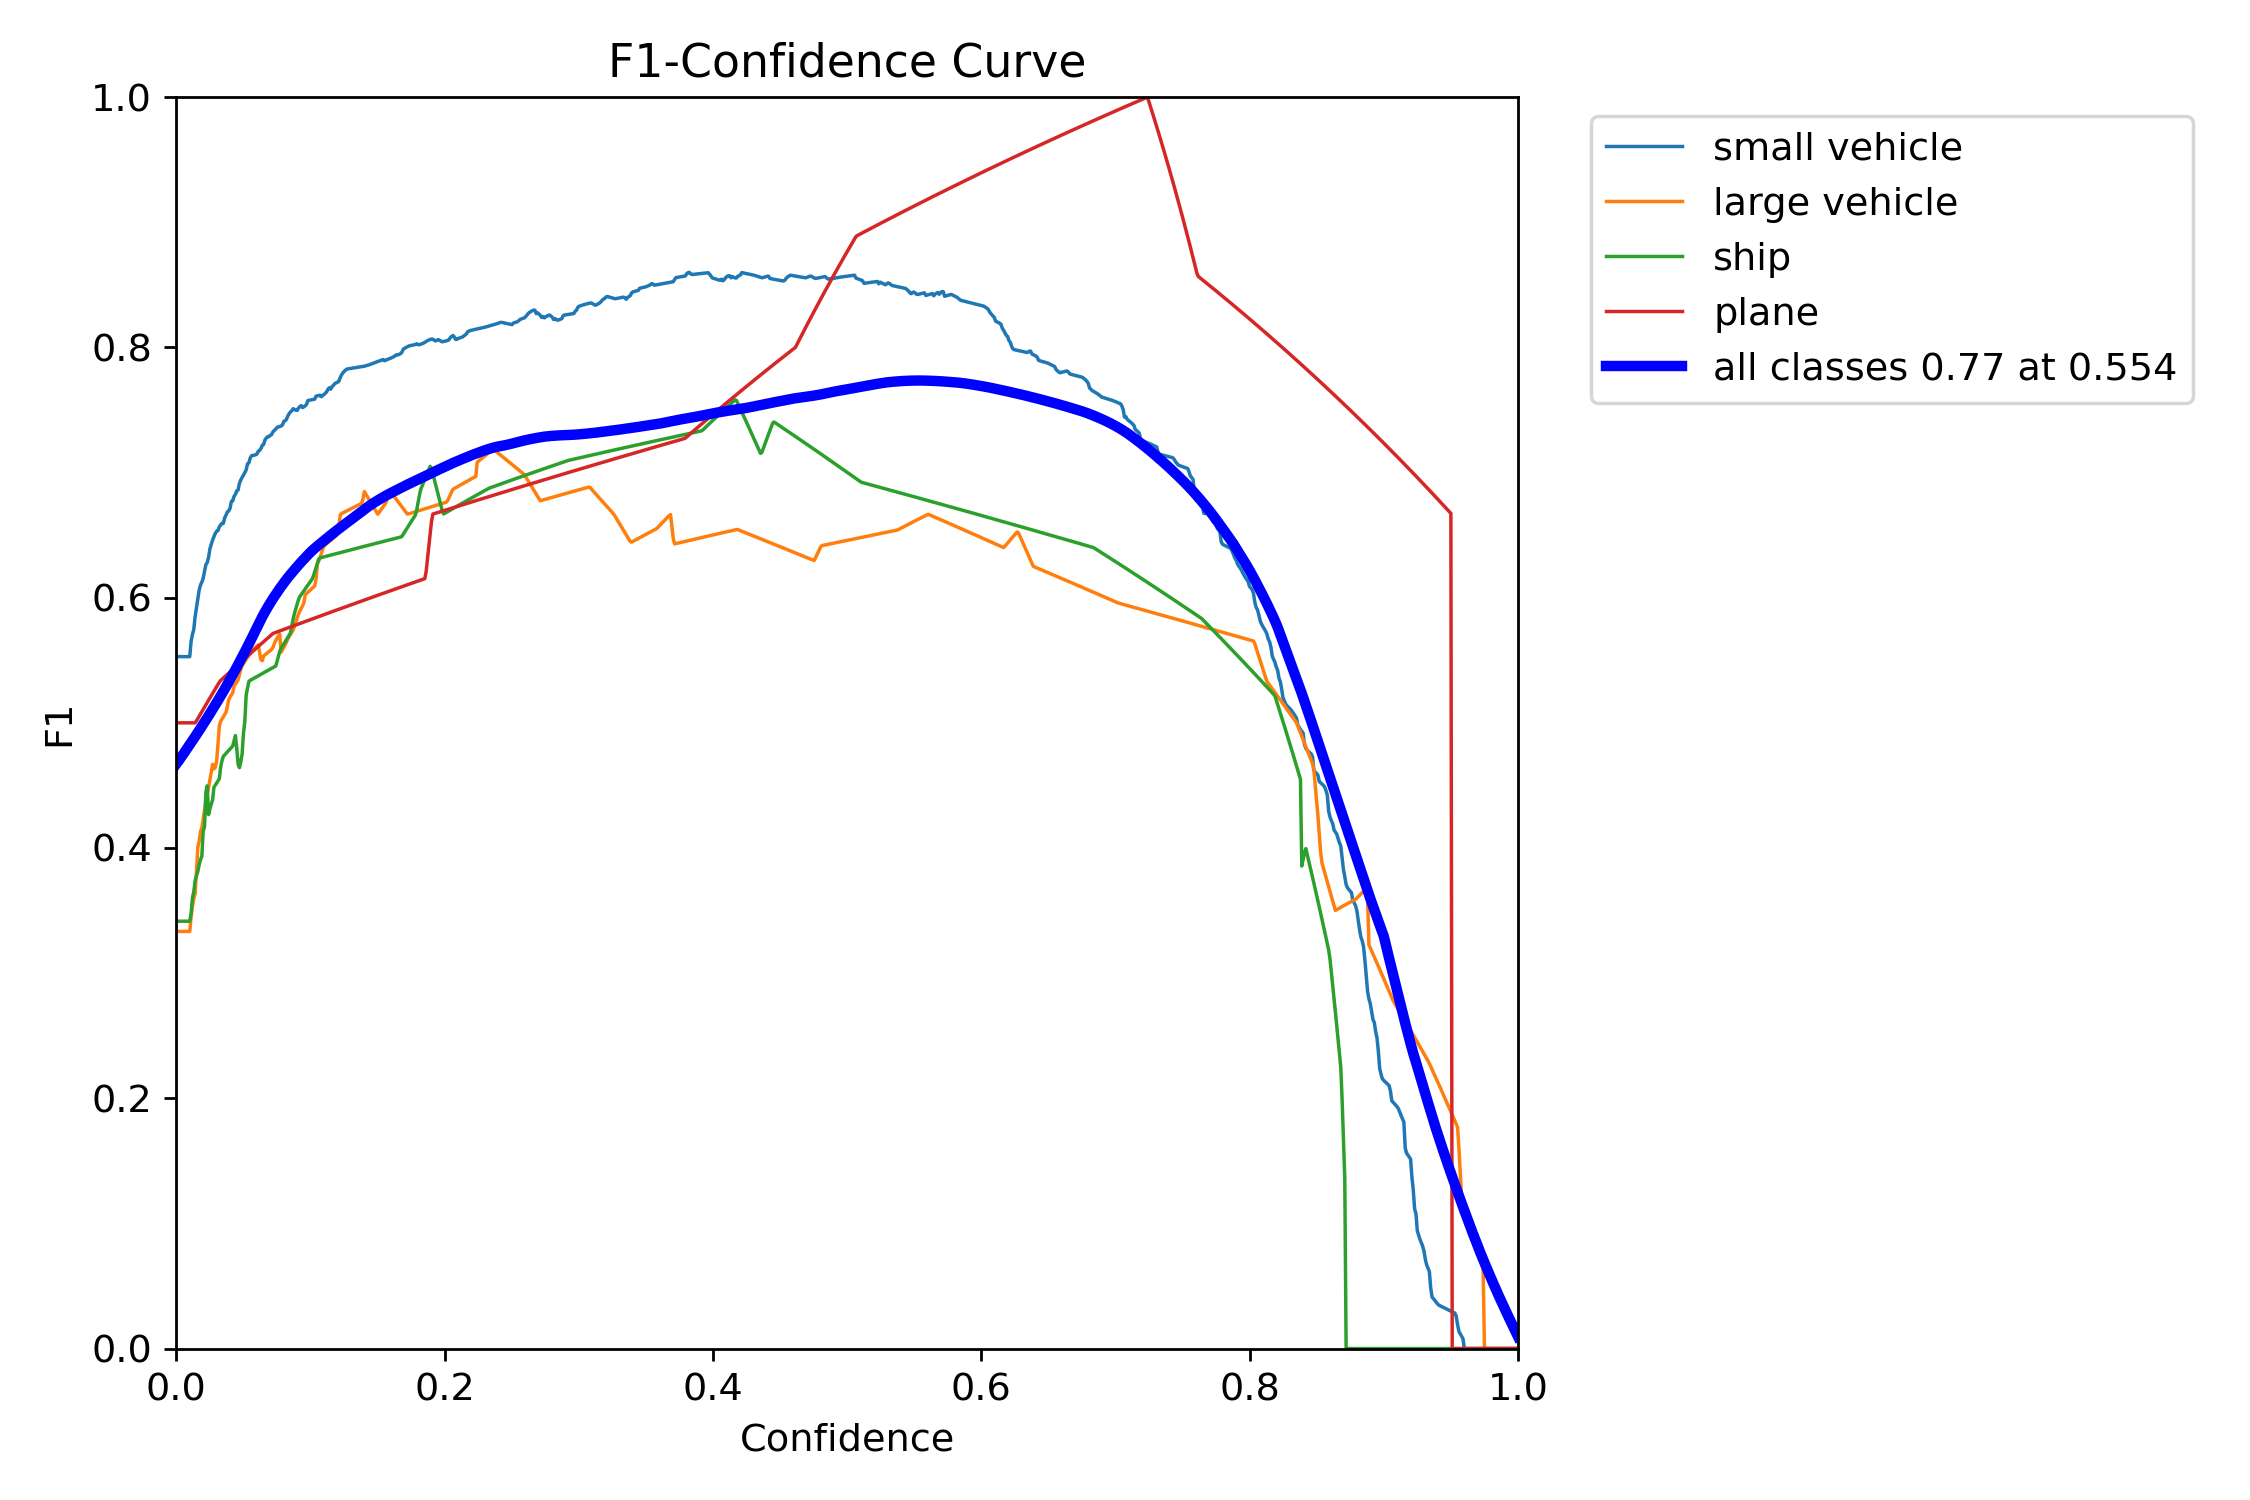 F1-Confidence Curve
1.0
0.8
0.6
0.4
0.2
0.0
F1
0.0 0.2 0.4 0.6 0.8 1.0
Confidence
small vehicle
large vehicle
ship
plane
all classes 0.77 at 0.554